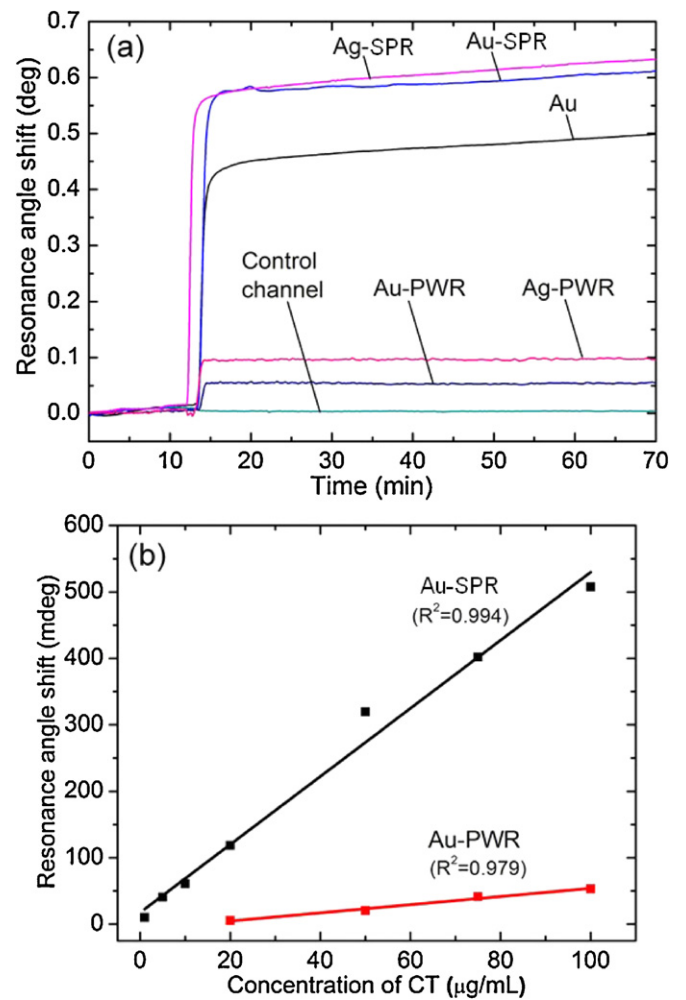 (a)
Ag-SPR
Au-SPR
Au
Control
channel
Au-PWR
Ag-PWR
Resonance angle shift (deg)
0.7
0.6
0.5
0.4
0.3
0.2
0.1
0.0
0 10 20 30 40 50 60 70
Time (min)
(b)
Au-SPR
(R²=0.994)
Au-PWR
(R²=0.979)
Resonance angle shift (mdeg)
600
500
400
300
200
100
0
0 20 40 60 80 100
Concentration of CT (μg/mL)